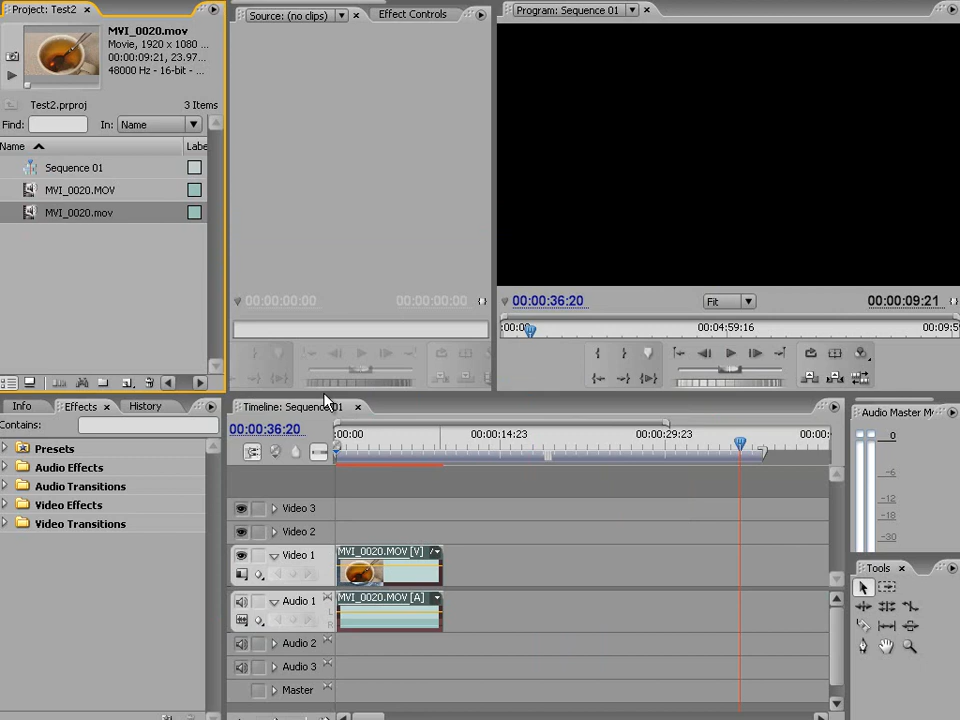 Project: Test2
MVI_0020.mov
Movie, 1920 x 1080 ...
00:00:09:21, 23.97...
48000 Hz - 16-bit - ...
Test2.prproj
3 Items
Find:
In: Name
Name
Labe
Sequence 01
MVI_0020.MOV
MVI_0020.mov
Source: (no clips)
Effect Controls
00:00:00:00
00:00:00:00
Program: Sequence 01
00:00:36:20
Fit
00:00:09:21
:00:00
00:04:59:16
00:09:5
Info
Effects
History
Contains:
Presets
Audio Effects
Audio Transitions
Video Effects
Video Transitions
Timeline: Sequence 01
00:00:36:20
:00:00
00:00:14:23
00:00:29:23
00:00:
Video 3
Video 2
Video 1
MVI_0020.MOV [V]
Audio 1
L
R
MVI_0020.MOV [A]
Audio 2
Audio 3
Master
Audio Master M
0
-6
-12
-18
-30
Tools